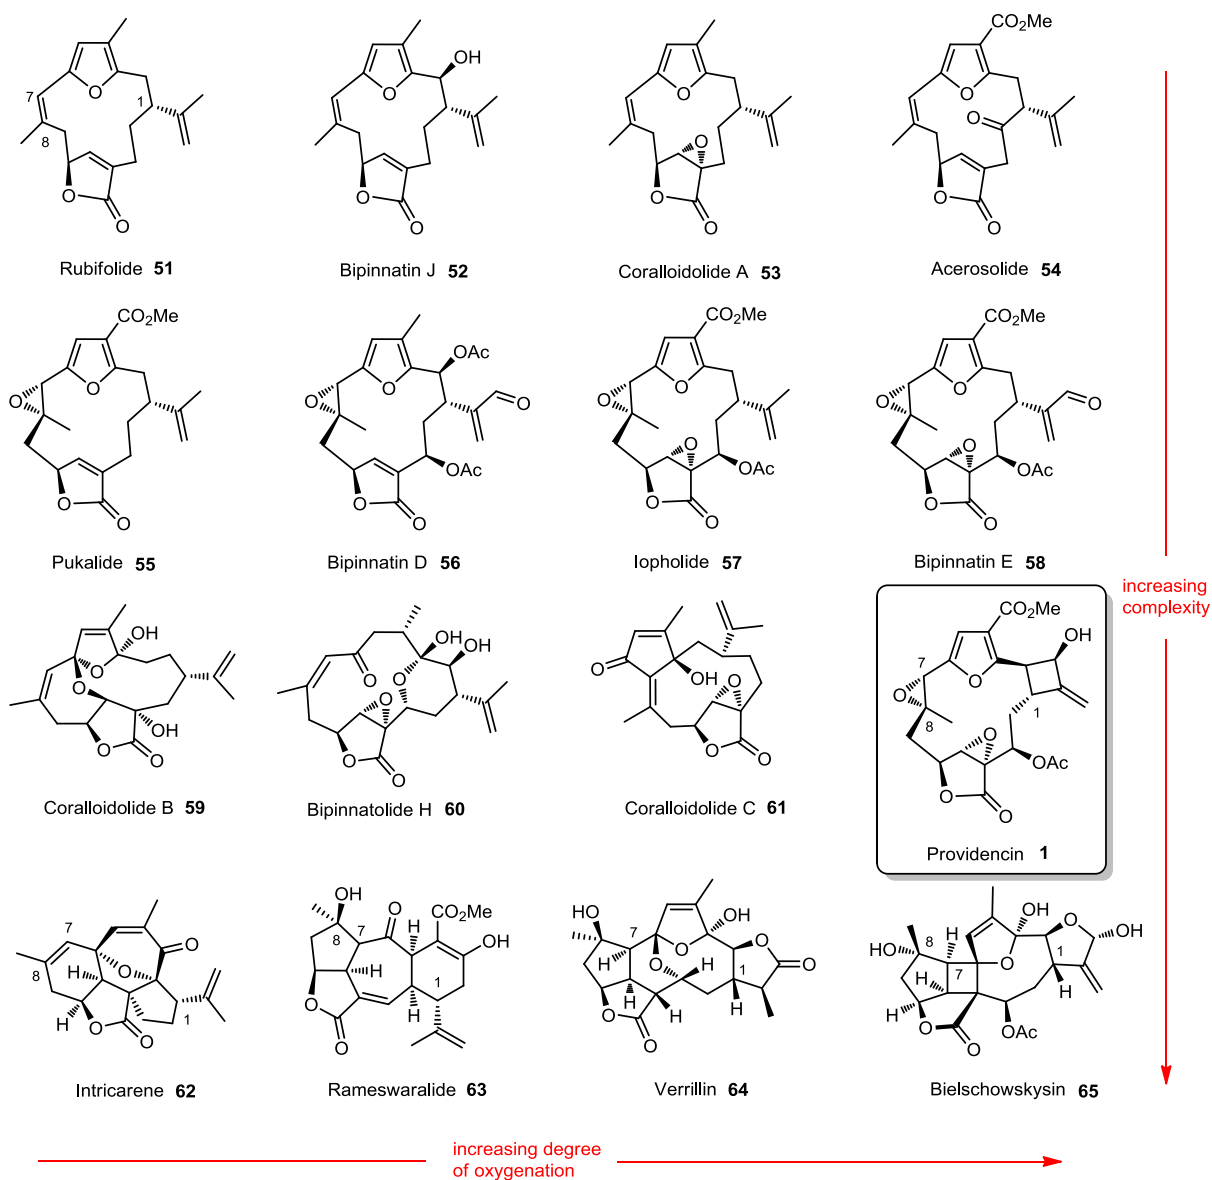 CO2Me
OH
7
1
8
O
O
O
O
O
O
O
O
O
O
O
O
O
O
Rubifolide 51
Bipinnatin J 52
Coralloidolide A 53
Acerosolide 54
CO2Me
CO2Me
CO2Me
OAc
O
O
O
O
O
O
O
O
O
O
O
O
OAc
OAc
OAc
O
O
O
O
O
O
O
O
Pukalide 55
Bipinnatin D 56
Iopholide 57
Bipinnatin E 58
increasing
complexity
OH
OH
OH
O
O
O
O
O
OH
O
O
O
Coralloidolide B 59
O
O
O
O
O
Bipinnatolide H 60
O
OH
O
O
O
Coralloidolide C 61
CO2Me
OH
7
O
O
8
1
O
OAc
O
O
Providencin 1
7
8
O
O
H
H
O
O
1
Intricarene 62
OH
8
7
O
H
CO2Me
OH
H
1
H
O
O
Rameswaralide 63
HO
7
OH
O
O
O
O
H
H
1
H
H
H
O
O
Verrillin 64
OH
O
OH
8
H
HO
7
O
1
H
H
H
O
O
OAc
Bielschowskysin 65
increasing degree
of oxygenation